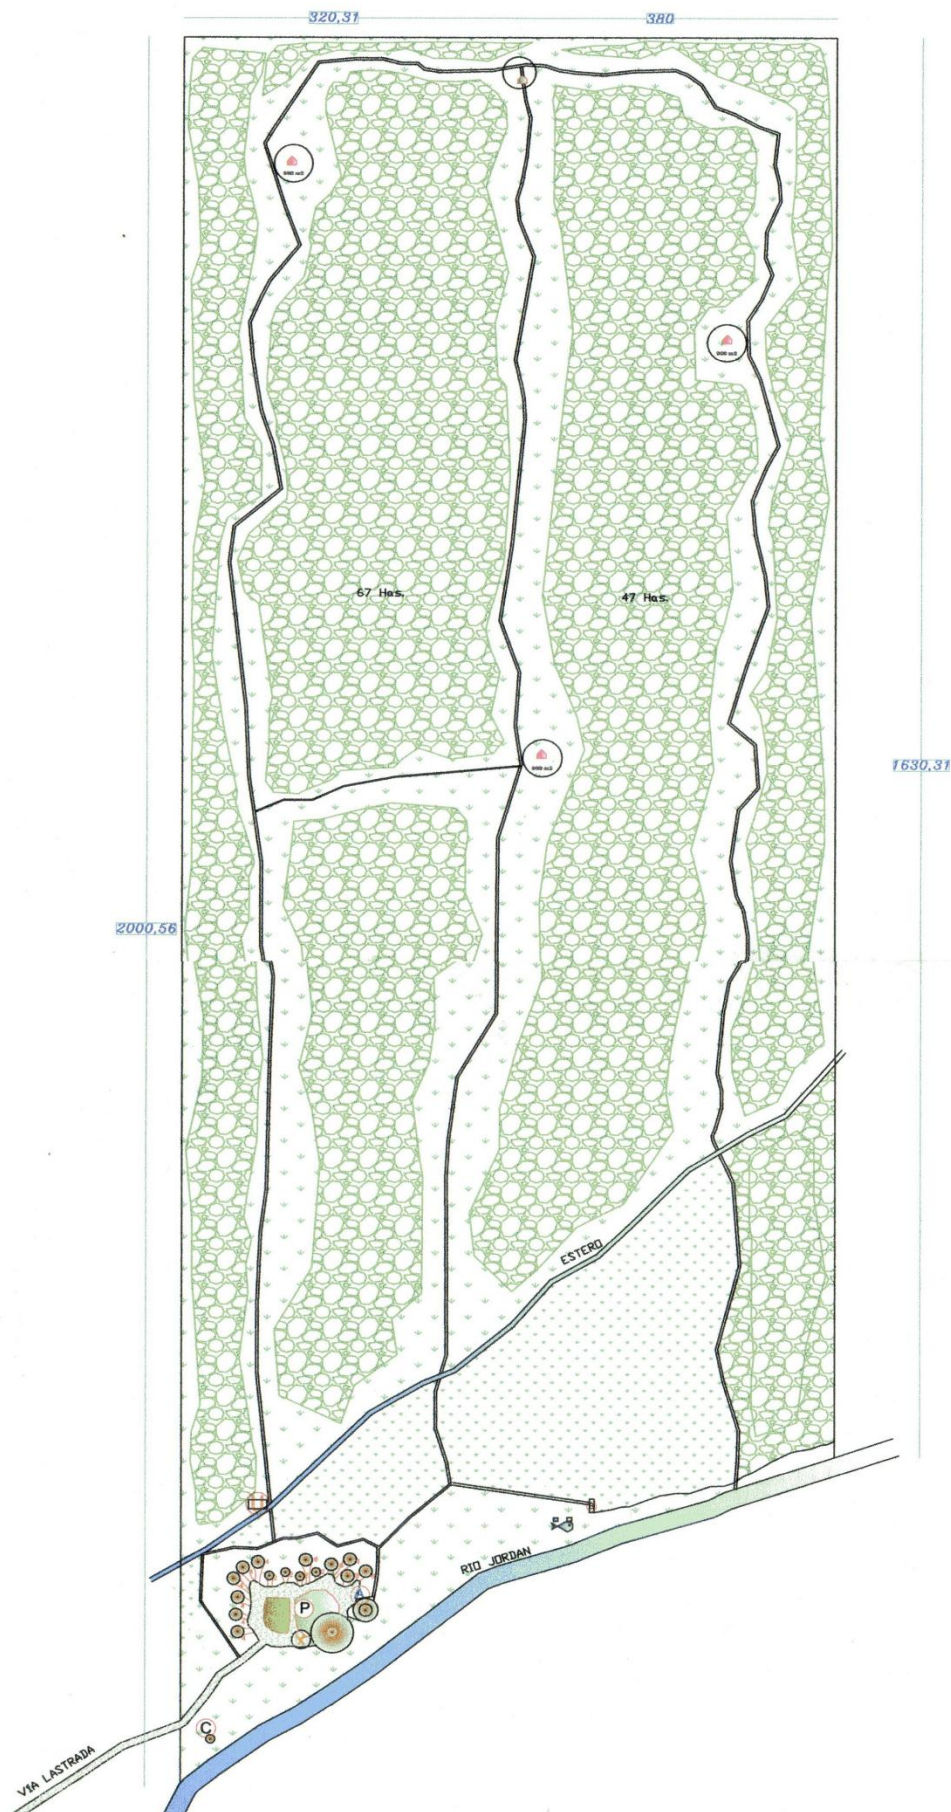 320,31
380
67 Has.
47 Has.
1630,31
2000,56
ESTERO
RIO JORDAN
P
C
VIA LASTRADA